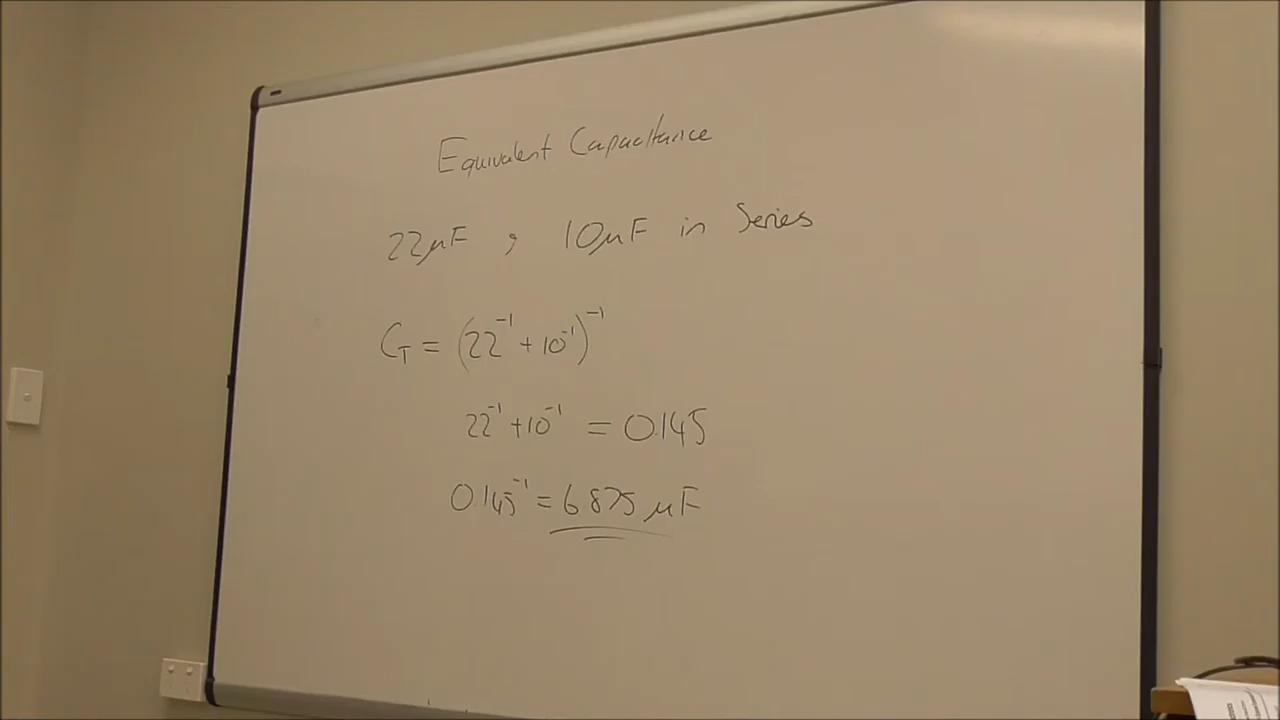 Equivalent Capacitance
22μF , 10μF in Series
C_T = (22⁻¹ + 10⁻¹)⁻¹
22⁻¹ + 10⁻¹ = 0.145
0.145⁻¹ = 6.875 μF